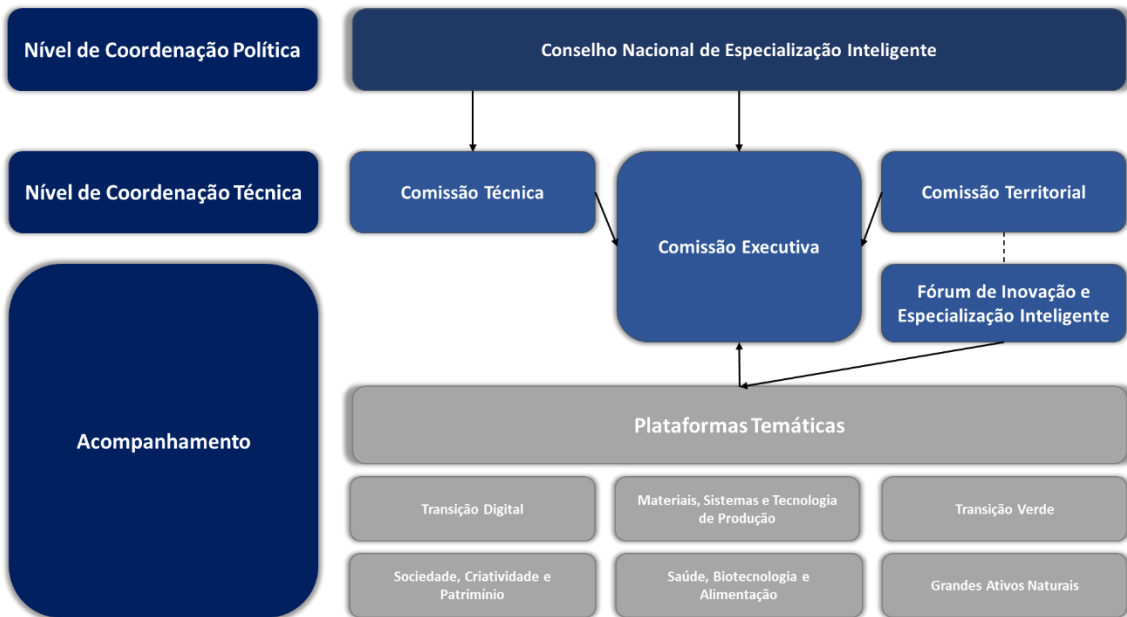 Nível de Coordenação Política
Conselho Nacional de Especialização Inteligente
Nível de Coordenação Técnica
Comissão Técnica
Comissão Executiva
Comissão Territorial
Fórum de Inovação e
Especialização Inteligente
Acompanhamento
Plataformas Temáticas
Transição Digital
Materiais, Sistemas e Tecnologia
de Produção
Transição Verde
Sociedade, Criatividade e
Patrimínio
Saúde, Biotecnologia e
Alimentação
Grandes Ativos Naturais